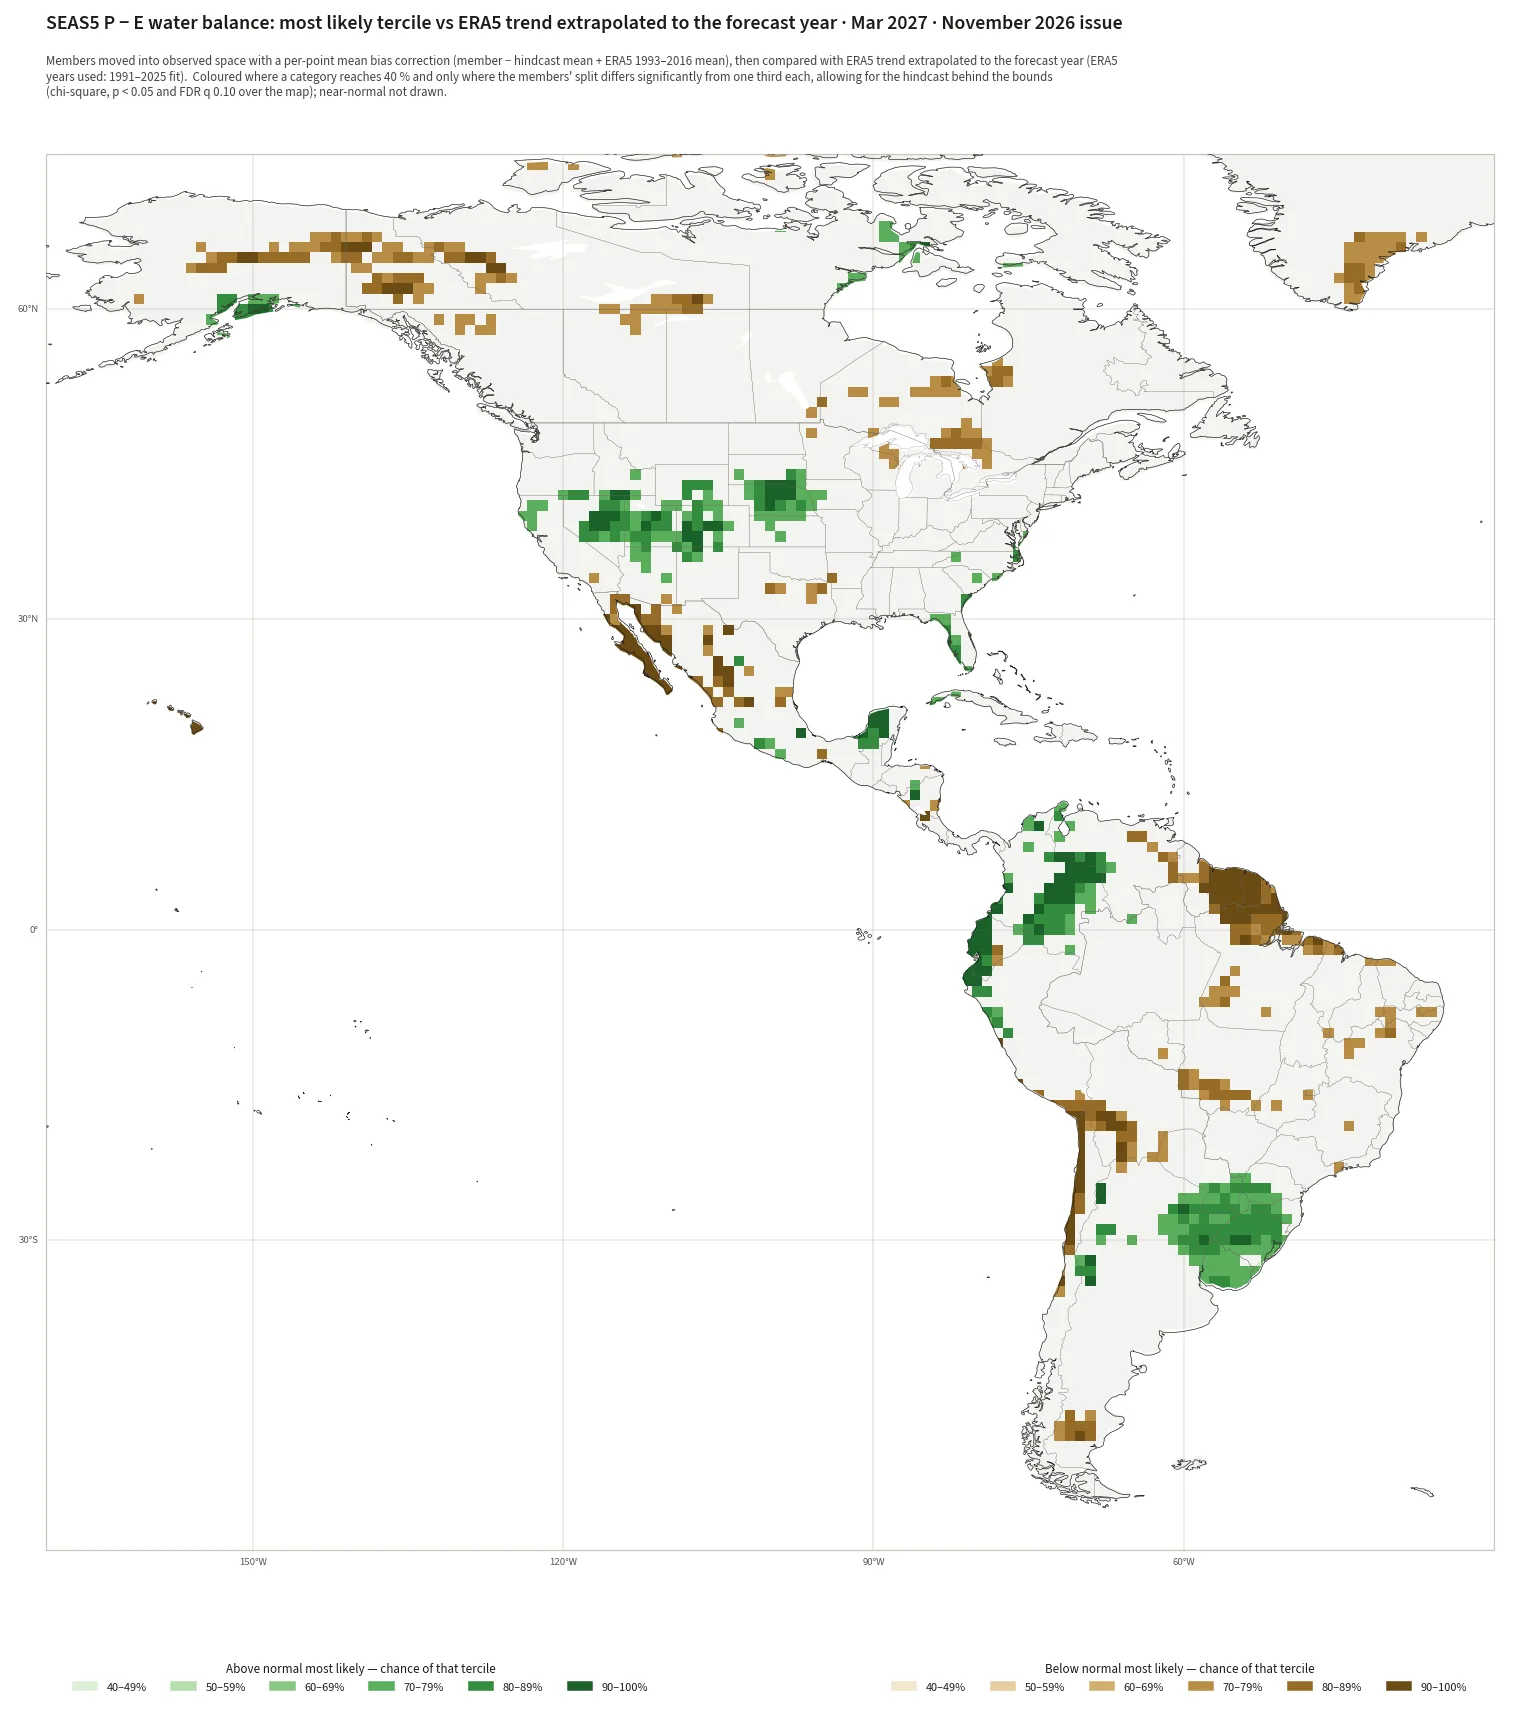 SEAS5 P − E water balance: most likely tercile vs ERA5 trend extrapolated to the forecast year · Mar 2027 · November 2026 issue
Members moved into observed space with a per-point mean bias correction (member − hindcast mean + ERA5 1993–2016 mean), then compared with ERA5 trend extrapolated to the forecast year (ERA5
years used: 1991–2025 fit).  Coloured where a category reaches 40 % and only where the members' split differs significantly from one third each, allowing for the hindcast behind the bounds
(chi-square, p < 0.05 and FDR q 0.10 over the map); near-normal not drawn.
60°N
30°N
0°
30°S
150°W 120°W 90°W 60°W
Above normal most likely — chance of that tercile
40–49% 50–59% 60–69% 70–79% 80–89% 90–100%
Below normal most likely — chance of that tercile
40–49% 50–59% 60–69% 70–79% 80–89% 90–100%